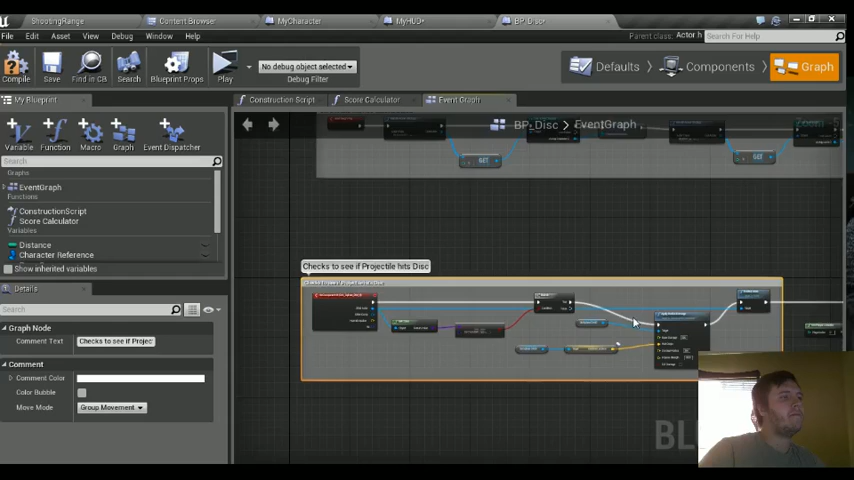 ShootingRange
Content Browser
MyCharacter
MyHUD*
BP_Disc*
Parent class: Actor h
Search For Help
File Edit Asset View Debug Window Help
Compile
Save
Find in CB
Search
Blueprint Props
Play
No debug object selected
Debug Filter
Defaults
Components
Graph
My Blueprint
Variable
Function
Macro
Graph
Event Dispatcher
Search
Graphs
EventGraph
Functions
ConstructionScript
Score Calculator
Variables
Distance
Character Reference
Show inherited variables
Details
Search
Graph Node
Comment Text
Checks to see if Projec
Comment
Comment Color
Color Bubble
Move Mode
Group Movement
Construction Script
Score Calculator
Event Graph
BP_Disc > EventGraph
Zoom -5
GET
GET
Checks to see if Projectile hits Disc